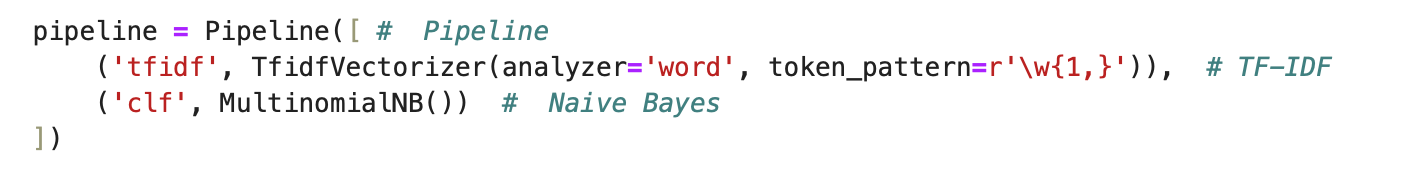 pipeline = Pipeline([ #  Pipeline
    ('tfidf', TfidfVectorizer(analyzer='word', token_pattern=r'\w{1,}')),  # TF-IDF
    ('clf', MultinomialNB())  #  Naive Bayes
])